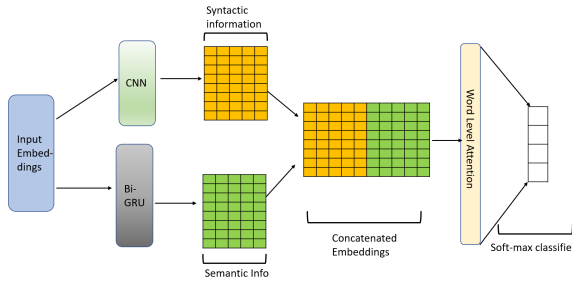 Syntactic
information
CNN
Input
Embed-
dings
Bi-
GRU
Semantic Info
Concatenated
Embeddings
Word Level Attention
Soft-max classifie